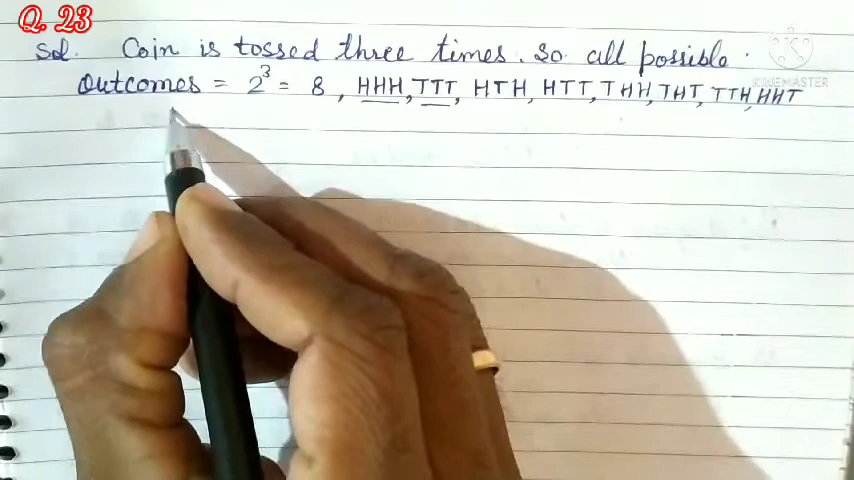 Q. 23
Sol. Coin is tossed three times. So all possible.
Outcomes = 2³ = 8, HHH, TTT, HTH, HTT, THH, THT, TTH, HHT
KINEMASTER